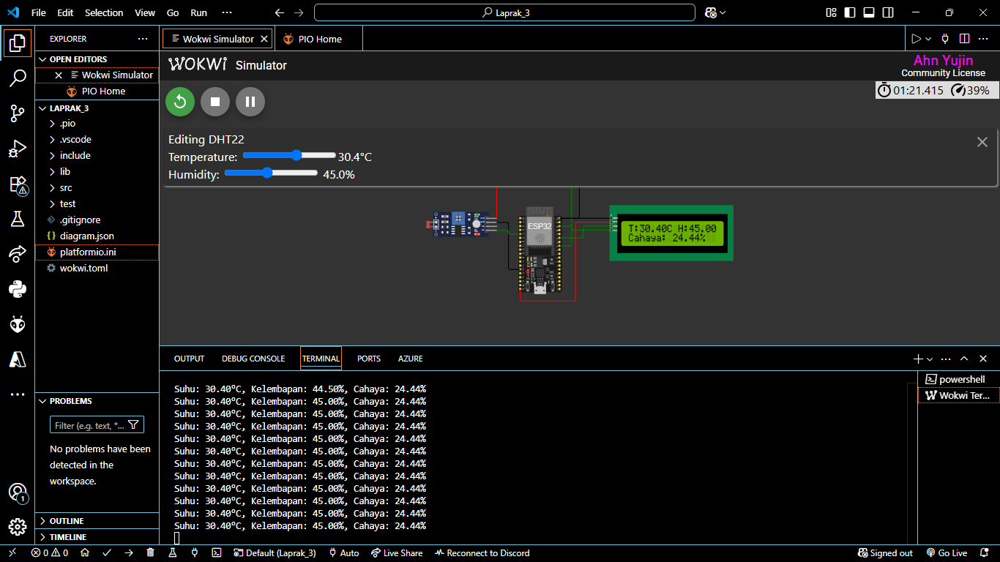 File Edit Selection View Go Run ··· Laprak_3
EXPLORER ···
OPEN EDITORS
Wokwi Simulator
PIO Home
LAPRAK_3
.pio
.vscode
include
lib
src
test
.gitignore
diagram.json
platformio.ini
wokwi.toml
PROBLEMS
Filter (e.g. text, *...
No problems have been
detected in the
workspace.
OUTLINE
TIMELINE
Wokwi Simulator PIO Home
WOKWi Simulator
Ahn Yujin
Community License
01:21.415 39%
Editing DHT22
Temperature: 30.4°C
Humidity: 45.0%
ESP32
T:30.40C H:45.00
Cahaya: 24.44%
OUTPUT DEBUG CONSOLE TERMINAL PORTS AZURE
Suhu: 30.40°C, Kelembapan: 44.50%, Cahaya: 24.44%
Suhu: 30.40°C, Kelembapan: 45.00%, Cahaya: 24.44%
Suhu: 30.40°C, Kelembapan: 45.00%, Cahaya: 24.44%
Suhu: 30.40°C, Kelembapan: 45.00%, Cahaya: 24.44%
Suhu: 30.40°C, Kelembapan: 45.00%, Cahaya: 24.44%
Suhu: 30.40°C, Kelembapan: 45.00%, Cahaya: 24.44%
Suhu: 30.40°C, Kelembapan: 45.00%, Cahaya: 24.44%
Suhu: 30.40°C, Kelembapan: 45.00%, Cahaya: 24.44%
Suhu: 30.40°C, Kelembapan: 45.00%, Cahaya: 24.44%
Suhu: 30.40°C, Kelembapan: 45.00%, Cahaya: 24.44%
Suhu: 30.40°C, Kelembapan: 45.00%, Cahaya: 24.44%
Suhu: 30.40°C, Kelembapan: 45.00%, Cahaya: 24.44%
powershell
Wokwi Ter...
1
0 0 Default (Laprak_3) Auto Live Share Reconnect to Discord Signed out Go Live